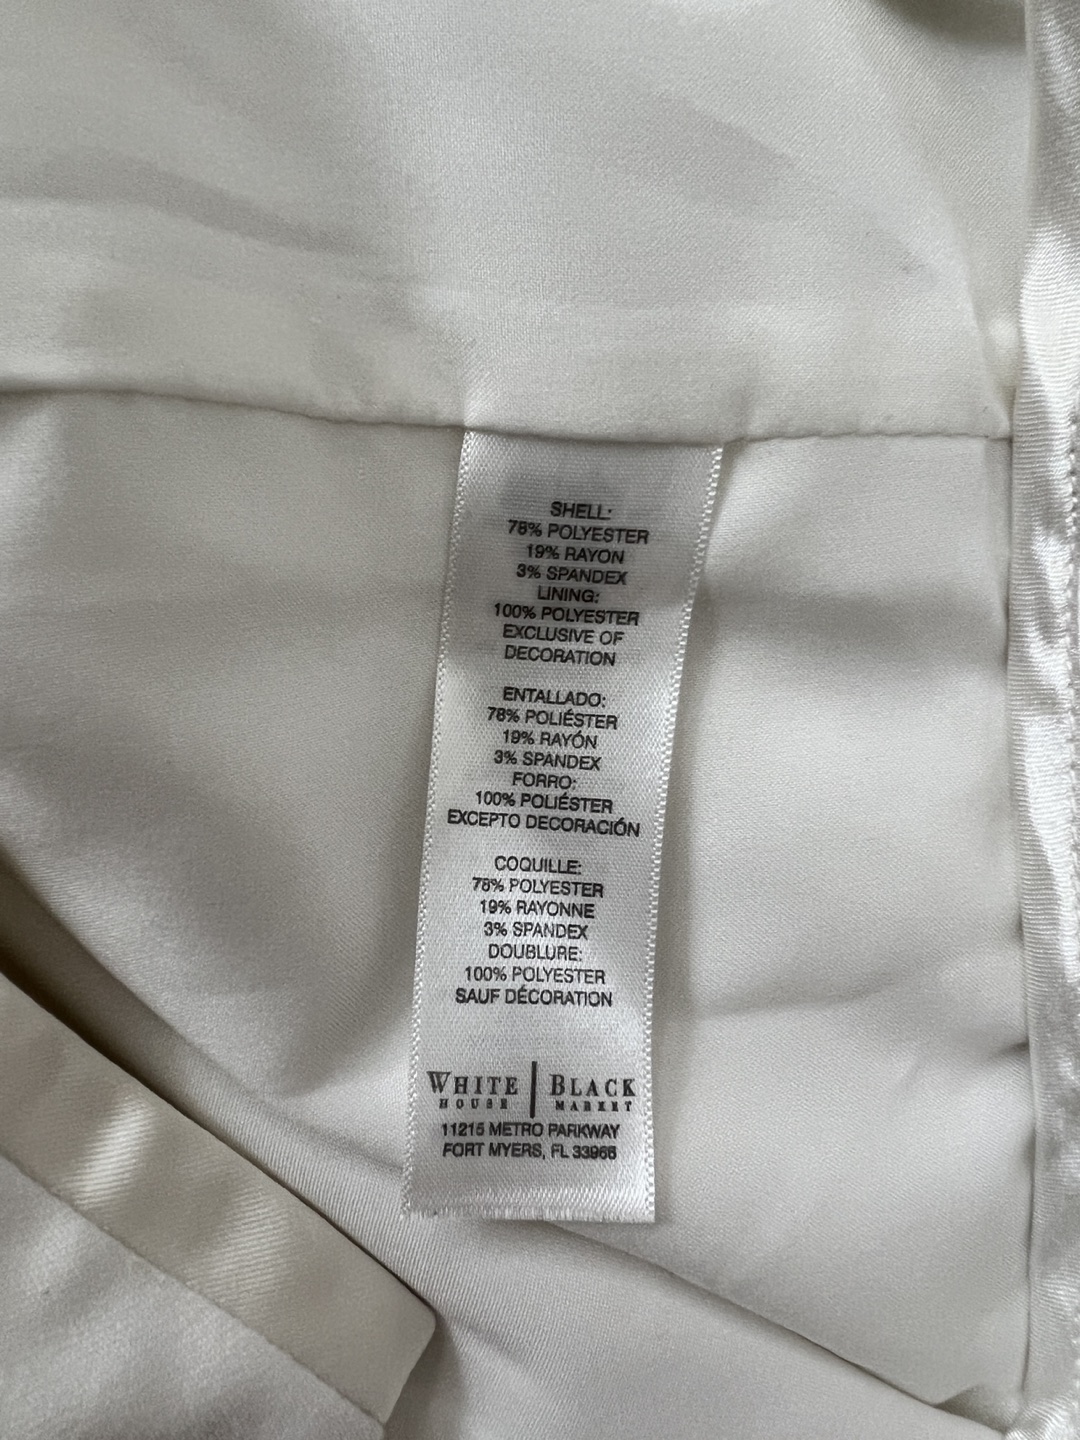 SHELL:
78% POLYESTER
19% RAYON
3% SPANDEX
LINING:
100% POLYESTER
EXCLUSIVE OF
DECORATION
ENTALLADO:
78% POLIÉSTER
19% RAYÓN
3% SPANDEX
FORRO:
100% POLIÉSTER
EXCEPTO DECORACIÓN
COQUILLE:
78% POLYESTER
19% RAYONNE
3% SPANDEX
DOUBLURE:
100% POLYESTER
SAUF DÉCORATION
WHITE | BLACK
HOUSE | MARKET
11215 METRO PARKWAY
FORT MYERS, FL 33966